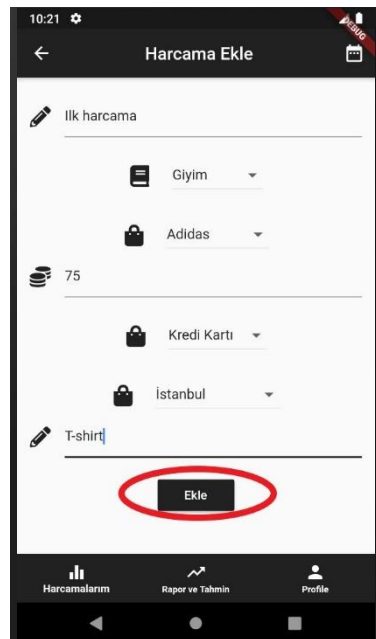 10:21
DEBUG
Harcama Ekle
Ilk harcama
Giyim
Adidas
75
Kredi Kartı
İstanbul
T-shirt
Ekle
Harcamalarım Rapor ve Tahmin Profile